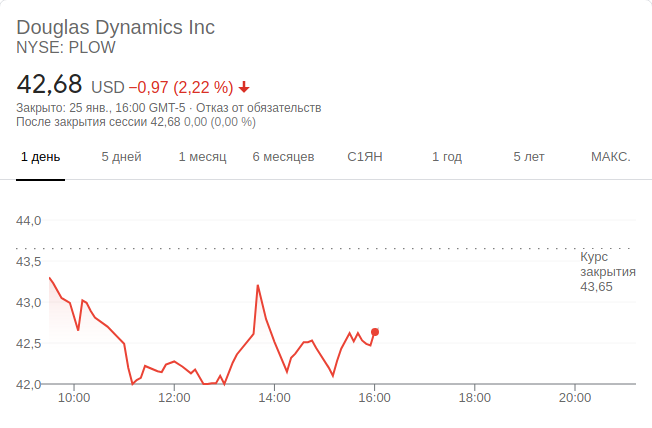 Douglas Dynamics Inc
NYSE: PLOW
42,68 USD −0,97 (2,22 %)
Закрыто: 25 янв., 16:00 GMT-5 · Отказ от обязательств
После закрытия сессии 42,68 0,00 (0,00 %)
1 день 5 дней 1 месяц 6 месяцев С1ЯН 1 год 5 лет МАКС.
44,0
43,5
43,0
42,5
42,0
Курс
закрытия
43,65
10:00 12:00 14:00 16:00 18:00 20:00